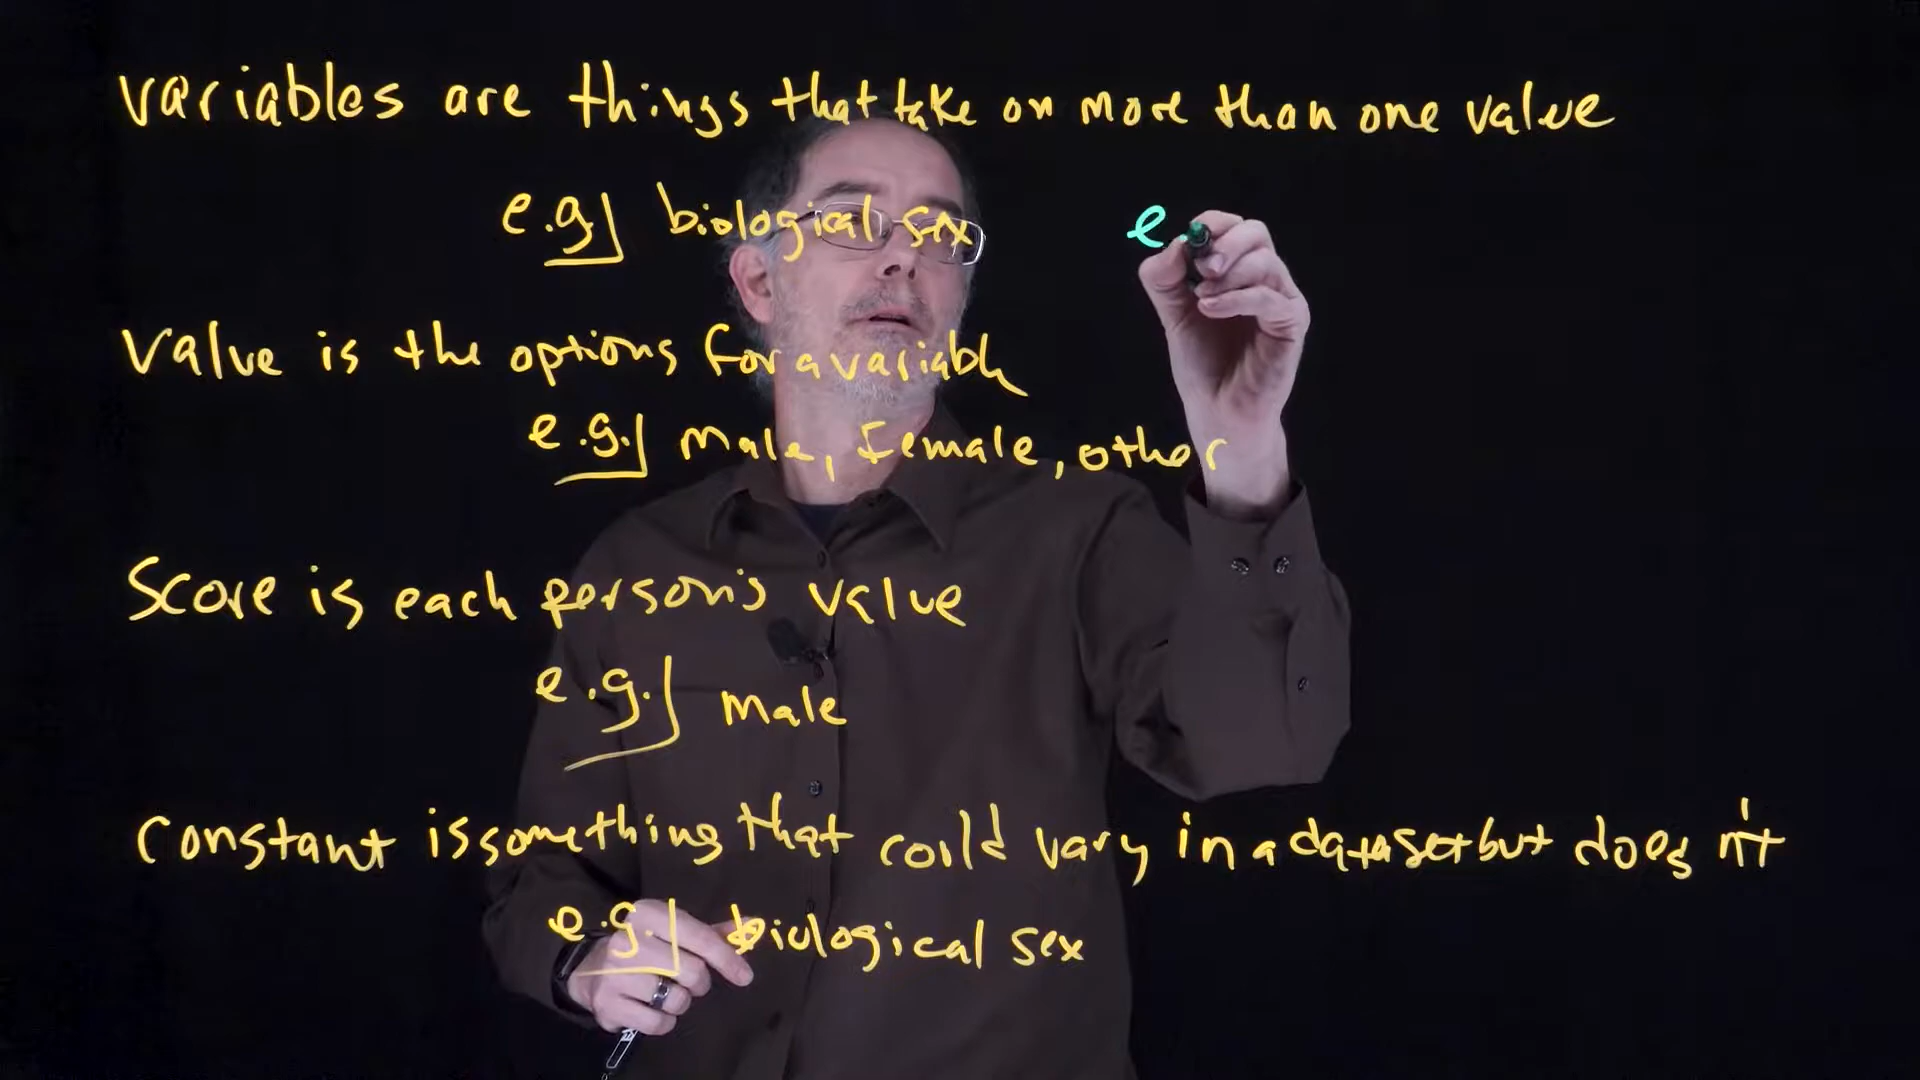 variables are things that take on more than one value
e.g. biological sex e.
value is the options for a variable
e.g. male, female, other
Score is each person's value
e.g. male
constant is something that could vary in a dataset but doesn't
e.g. biological sex